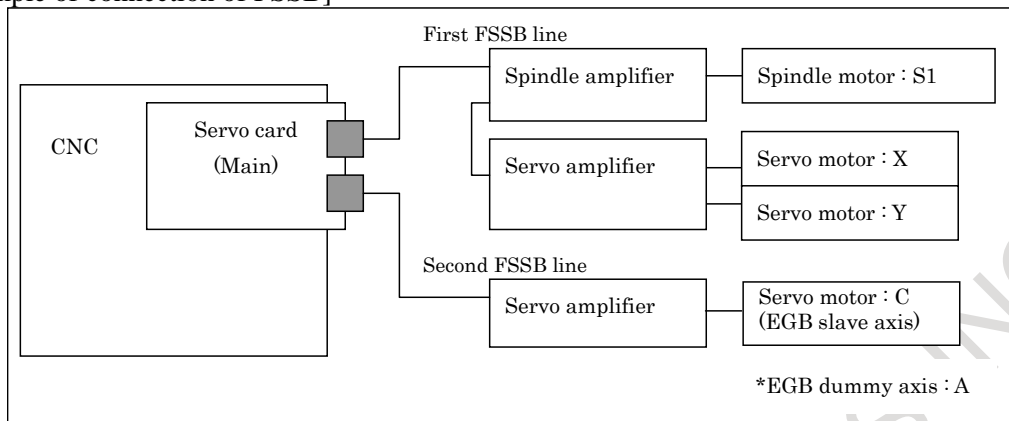 First FSSB line
Spindle amplifier
Spindle motor : S1
CNC
Servo card
(Main)
Servo amplifier
Servo motor : X
Servo motor : Y
Second FSSB line
Servo amplifier
Servo motor : C
(EGB slave axis)
*EGB dummy axis : A